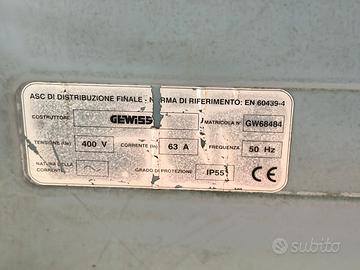 ASC DI DISTRIBUZIONE FINALE - NORMA DI RIFERIMENTO: EN 60439-4
COSTRUTTORE GEWISS MATRICOLA N° GW68484
TENSIONE (Un) 400 V CORRENTE (In) 63 A FREQUENZA 50 Hz
NATURA DELLA CORRENTE ~ GRADO DI PROTEZIONE IP55 CE
subito